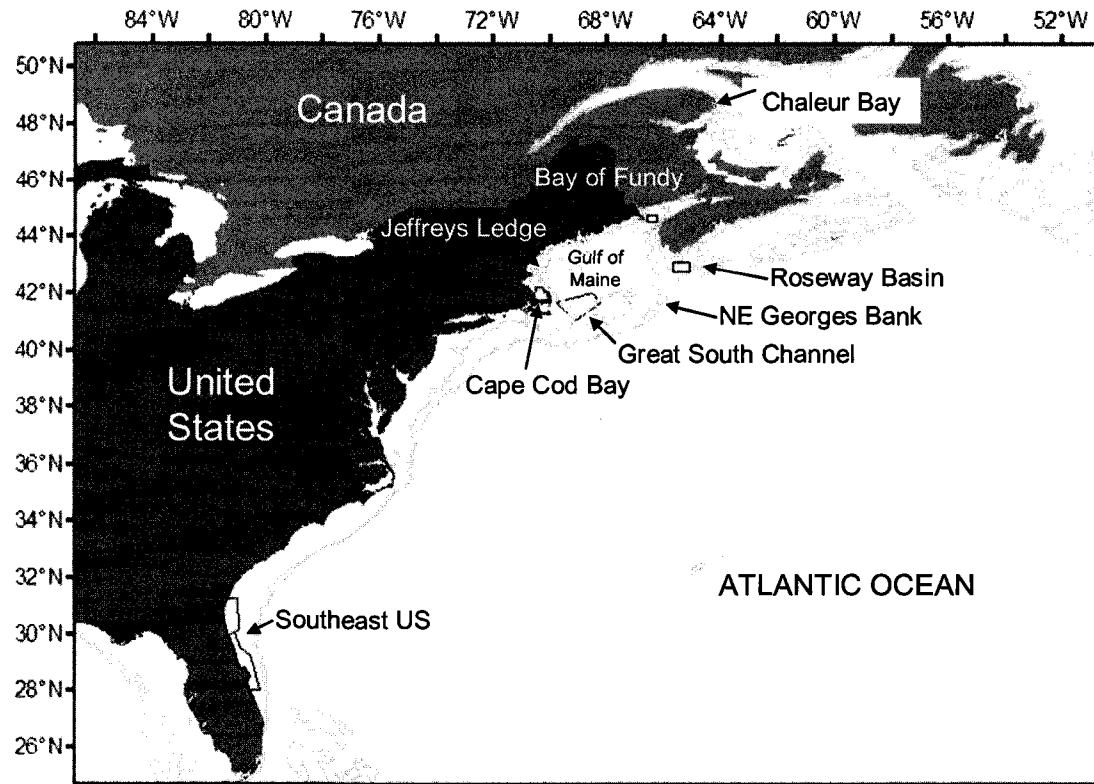 84°W 80°W 76°W 72°W 68°W 64°W 60°W 56°W 52°W
50°N
48°N
46°N
44°N
42°N
40°N
38°N
36°N
34°N
32°N
30°N
28°N
26°N
Canada
Chaleur Bay
Bay of Fundy
Jeffreys Ledge
Gulf of
Maine
Roseway Basin
NE Georges Bank
Great South Channel
Cape Cod Bay
United
States
ATLANTIC OCEAN
Southeast US